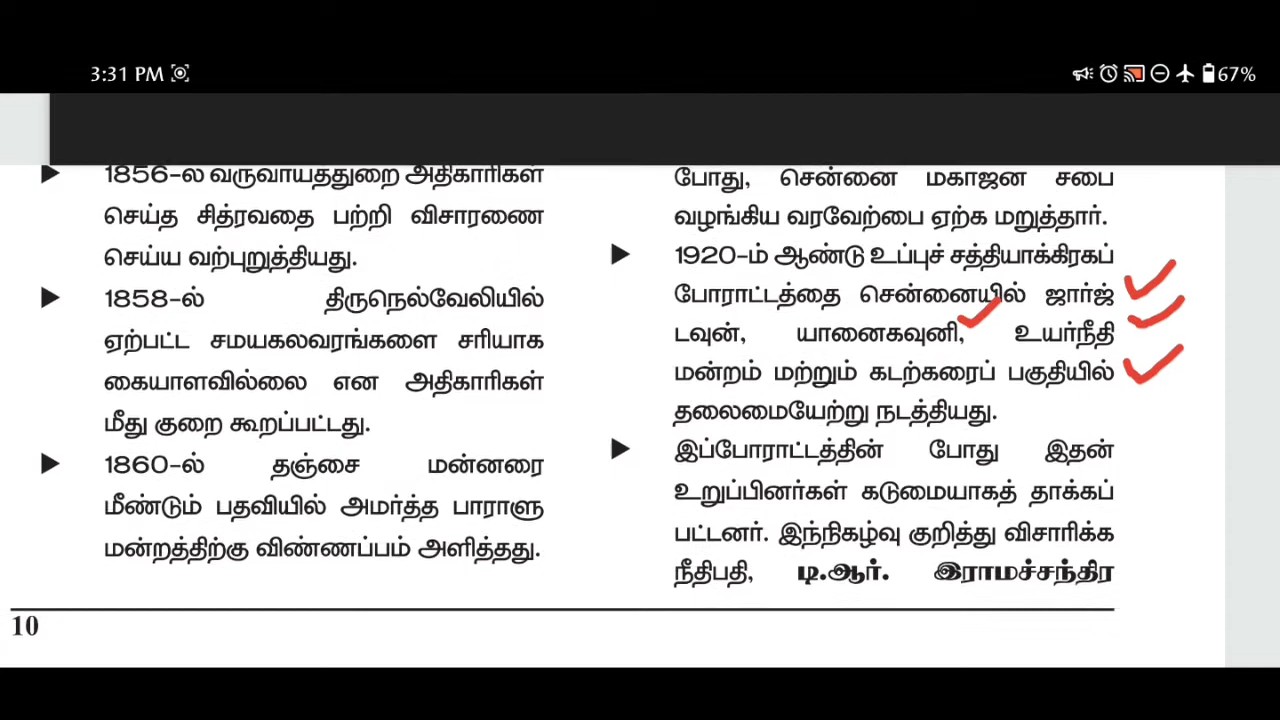 3:31 PM
67%
1856-ல் வருவாயத்துறை அதிகாரிகள்
செய்த சித்ரவதை பற்றி விசாரணை
செய்ய வற்புறுத்தியது.
1858-ல் திருநெல்வேலியில்
ஏற்பட்ட சமயகலவரங்களை சரியாக
கையாளவில்லை என அதிகாரிகள்
மீது குறை கூறப்பட்டது.
1860-ல் தஞ்சை மன்னரை
மீண்டும் பதவியில் அமர்த்த பாராளு
மன்றத்திற்கு விண்ணப்பம் அளித்தது.
10
போது, சென்னை மகாஜன சபை
வழங்கிய வரவேற்பை ஏற்க மறுத்தார்.
1920-ம் ஆண்டு உப்புச் சத்தியாக்கிரகப்
போராட்டத்தை சென்னையில் ஜார்ஜ்
டவுன், யானைகவுனி, உயர்நீதி
மன்றம் மற்றும் கடற்கரைப் பகுதியில்
தலைமையேற்று நடத்தியது.
இப்போராட்டத்தின் போது இதன்
உறுப்பினர்கள் கடுமையாகத் தாக்கப்
பட்டனர். இந்நிகழ்வு குறித்து விசாரிக்க
நீதிபதி, டி.ஆர். இராமச்சந்திர